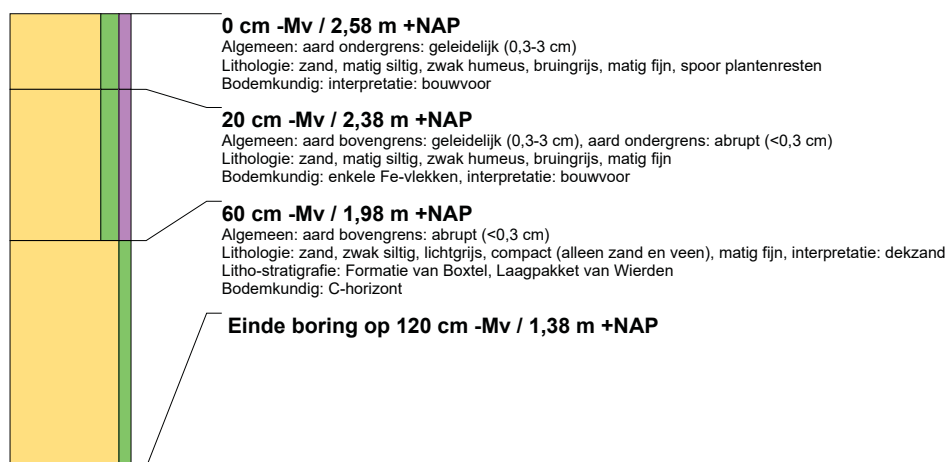 0 cm -Mv / 2,58 m +NAP
Algemeen: aard ondergrens: geleidelijk (0,3-3 cm)
Lithologie: zand, matig siltig, zwak humeus, bruingrijs, matig fijn, spoor plantenresten
Bodemkundig: interpretatie: bouwvoor
20 cm -Mv / 2,38 m +NAP
Algemeen: aard bovengrens: geleidelijk (0,3-3 cm), aard ondergrens: abrupt (<0,3 cm)
Lithologie: zand, matig siltig, zwak humeus, bruingrijs, matig fijn
Bodemkundig: enkele Fe-vlekken, interpretatie: bouwvoor
60 cm -Mv / 1,98 m +NAP
Algemeen: aard bovengrens: abrupt (<0,3 cm)
Lithologie: zand, zwak siltig, lichtgrijs, compact (alleen zand en veen), matig fijn, interpretatie: dekzand
Litho-stratigrafie: Formatie van Boxtel, Laagpakket van Wierden
Bodemkundig: C-horizont
Einde boring op 120 cm -Mv / 1,38 m +NAP